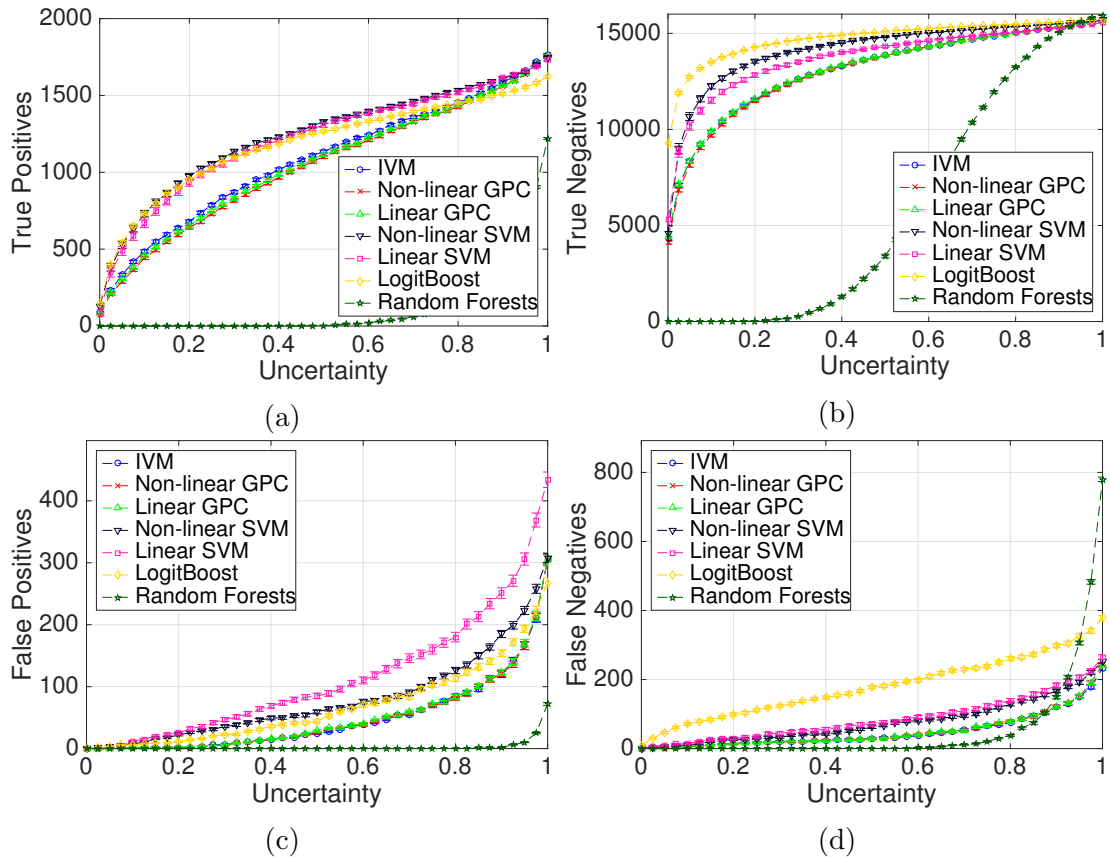 2000
1500
1000
500
0
True Positives
0
0.2
0.4
0.6
0.8
1
Uncertainty
IVM
Non-linear GPC
Linear GPC
Non-linear SVM
Linear SVM
LogitBoost
Random Forests
(a)
15000
10000
5000
0
True Negatives
0
0.2
0.4
0.6
0.8
1
Uncertainty
IVM
Non-linear GPC
Linear GPC
Non-linear SVM
Linear SVM
LogitBoost
Random Forests
(b)
400
300
200
100
0
False Positives
0
0.2
0.4
0.6
0.8
1
Uncertainty
IVM
Non-linear GPC
Linear GPC
Non-linear SVM
Linear SVM
LogitBoost
Random Forests
(c)
800
600
400
200
0
False Negatives
0
0.2
0.4
0.6
0.8
1
Uncertainty
IVM
Non-linear GPC
Linear GPC
Non-linear SVM
Linear SVM
LogitBoost
Random Forests
(d)